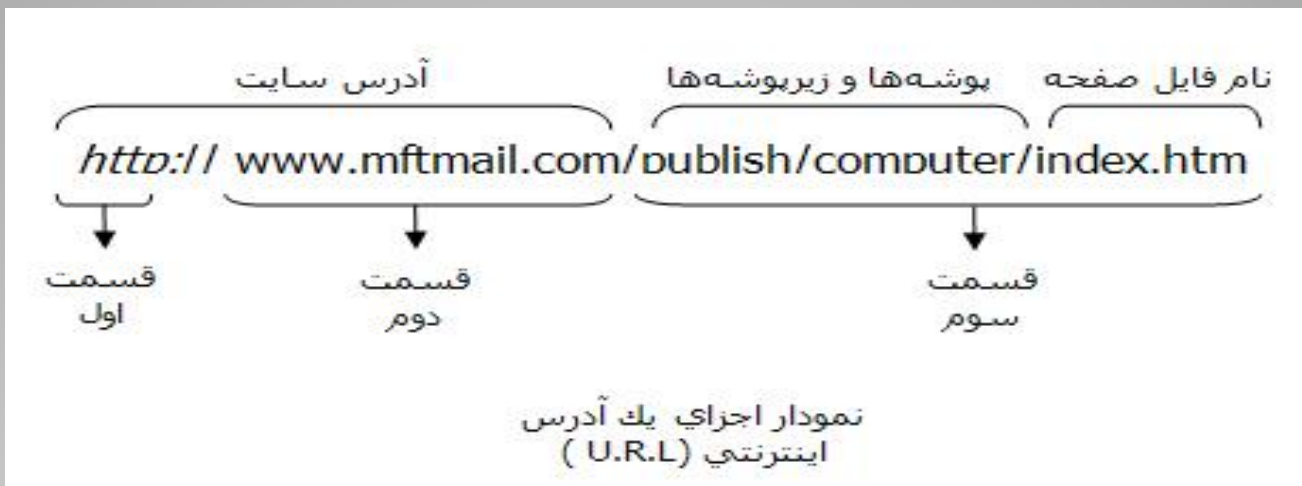 آدرس سایت
پوشه‌ها و زیرپوشه‌ها
نام فایل صفحه
http:// www.mftmail.com/publish/computer/index.htm
قسمت
اول
قسمت
دوم
قسمت
سوم
نمودار اجزاي يك آدرس
اينترنتي (U.R.L )